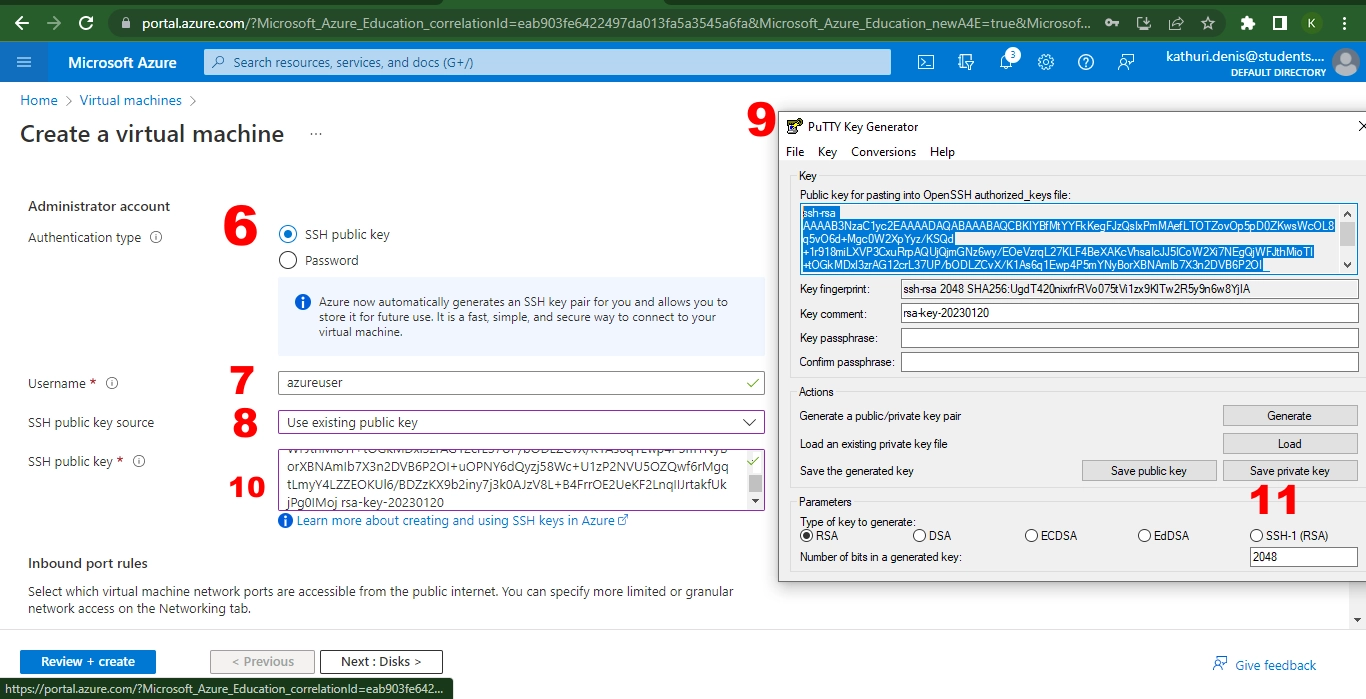 portal.azure.com/?Microsoft_Azure_Education_correlationId=eab903fe6422497da013fa5a3545a6fa&Microsoft_Azure_Education_newA4E=true&Microsof...
K
Microsoft Azure
Search resources, services, and docs (G+/)
3
kathuri.denis@students....
DEFAULT DIRECTORY
Home > Virtual machines >
Create a virtual machine ...
Administrator account
Authentication type
6
SSH public key
Password
Azure now automatically generates an SSH key pair for you and allows you to
store it for future use. It is a fast, simple, and secure way to connect to your
virtual machine.
Username *
7
azureuser
SSH public key source
8
Use existing public key
SSH public key *
10
orXBNAmIb7X3n2DVB6P2OI+uOPNY6dQyzj58Wc+U1zP2NVU5OZQwf6rMgq
tLmyY4LZZEOKUl6/BDZzKX9b2iny7j3k0AJzV8L+B4FrrOE2UeKF2LnqIIJrtakfUk
jPg0IMoj rsa-key-20230120
Learn more about creating and using SSH keys in Azure
Inbound port rules
Select which virtual machine network ports are accessible from the public internet. You can specify more limited or granular
network access on the Networking tab.
Review + create
< Previous
Next : Disks >
Give feedback
https://portal.azure.com/?Microsoft_Azure_Education_correlationId=eab903fe642...
9
PuTTY Key Generator
File Key Conversions Help
Key
Public key for pasting into OpenSSH authorized_keys file:
ssh-rsa
AAAAB3NzaC1yc2EAAAADAQABAAABAQCBKIYBfMtYYFkKegFJzQsIxPmMAefLTOTZovOp5pD0ZKwsWcOL8
q5vO6d+Mgc0W2XpYyz/KSQd
+1r918miLXVP3CxuRrpAQUjQjmGNz6wy/EOeVzrqL27KLF4BeXAKcVhsaIcJJ5ICoW2Xi7NEgQjWFJthMioTI
+tOGkMDxI3zrAG12crL37UP/bODLZCvX/K1As6q1Ewp4P5mYNyBorXBNAmIb7X3n2DVB6P2OI
Key fingerprint:
ssh-rsa 2048 SHA256:UgdT420nixrfrRVo075tVi1zx9KlTw2R5y9n6w8YjIA
Key comment:
rsa-key-20230120
Key passphrase:
Confirm passphrase:
Actions
Generate a public/private key pair
Generate
Load an existing private key file
Load
Save the generated key
Save public key
Save private key
11
Parameters
Type of key to generate:
RSA
DSA
ECDSA
EdDSA
SSH-1 (RSA)
Number of bits in a generated key:
2048